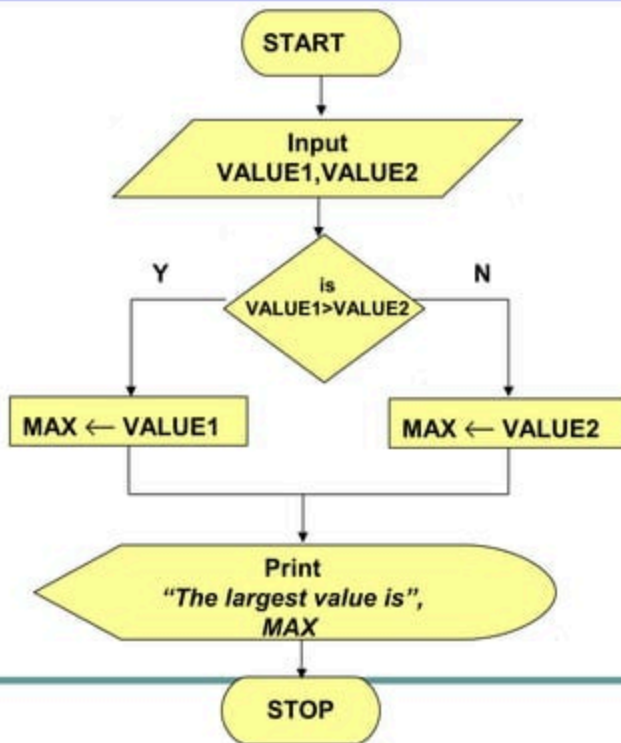 START
Input
VALUE1,VALUE2
Y
N
is
VALUE1>VALUE2
MAX ← VALUE1
MAX ← VALUE2
Print
“The largest value is”,
MAX
STOP